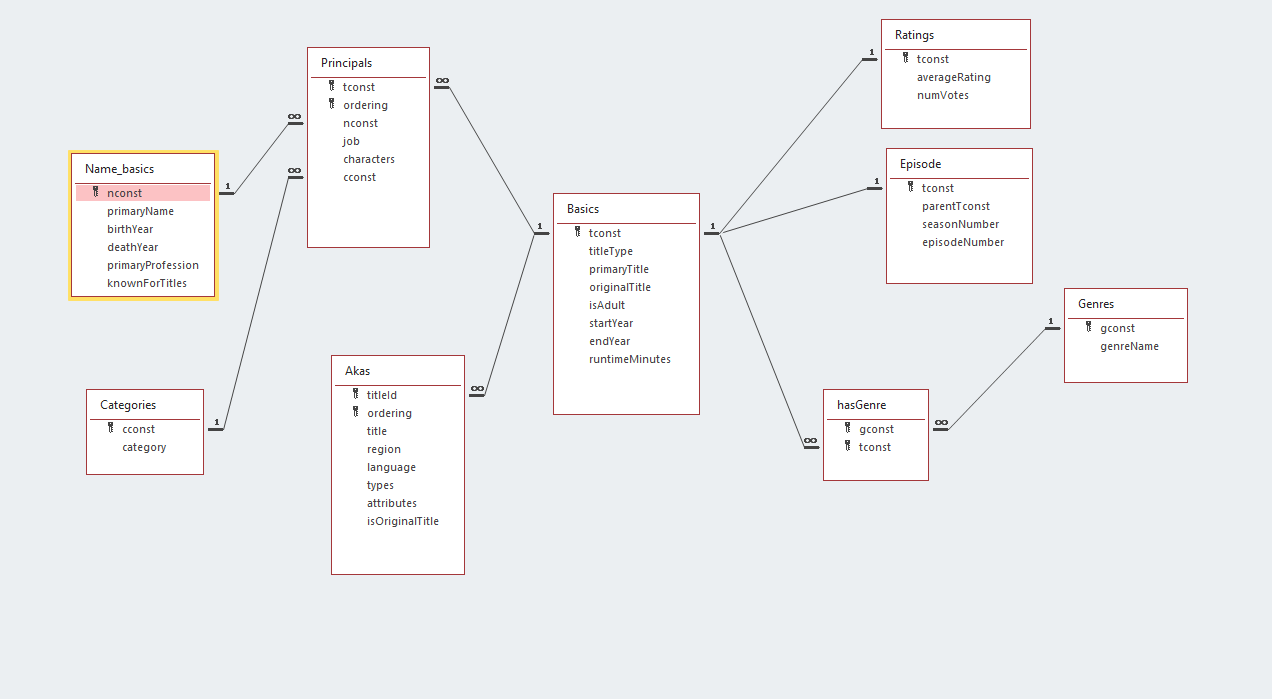 Principals
tconst
ordering
nconst
job
characters
cconst
Name_basics
nconst
primaryName
birthYear
deathYear
primaryProfession
knownForTitles
Categories
cconst
category
Akas
titleId
ordering
title
region
language
types
attributes
isOriginalTitle
Basics
tconst
titleType
primaryTitle
originalTitle
isAdult
startYear
endYear
runtimeMinutes
Ratings
tconst
averageRating
numVotes
Episode
tconst
parentTconst
seasonNumber
episodeNumber
Genres
gconst
genreName
hasGenre
gconst
tconst
∞
∞
∞
1
1
1
∞
1
1
1
∞
∞
1